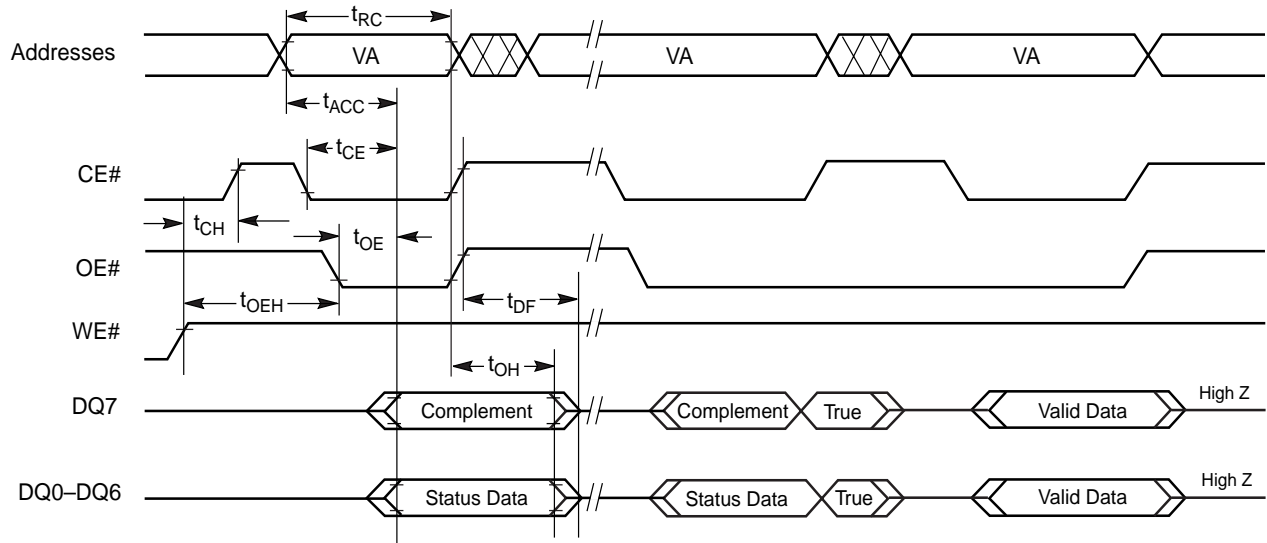 tRC
Addresses VA VA VA
tACC
tCE
CE#
tCH tOE
OE#
tOEH tDF
WE#
tOH
DQ7 Complement Complement True Valid Data High Z
DQ0–DQ6 Status Data Status Data True Valid Data High Z